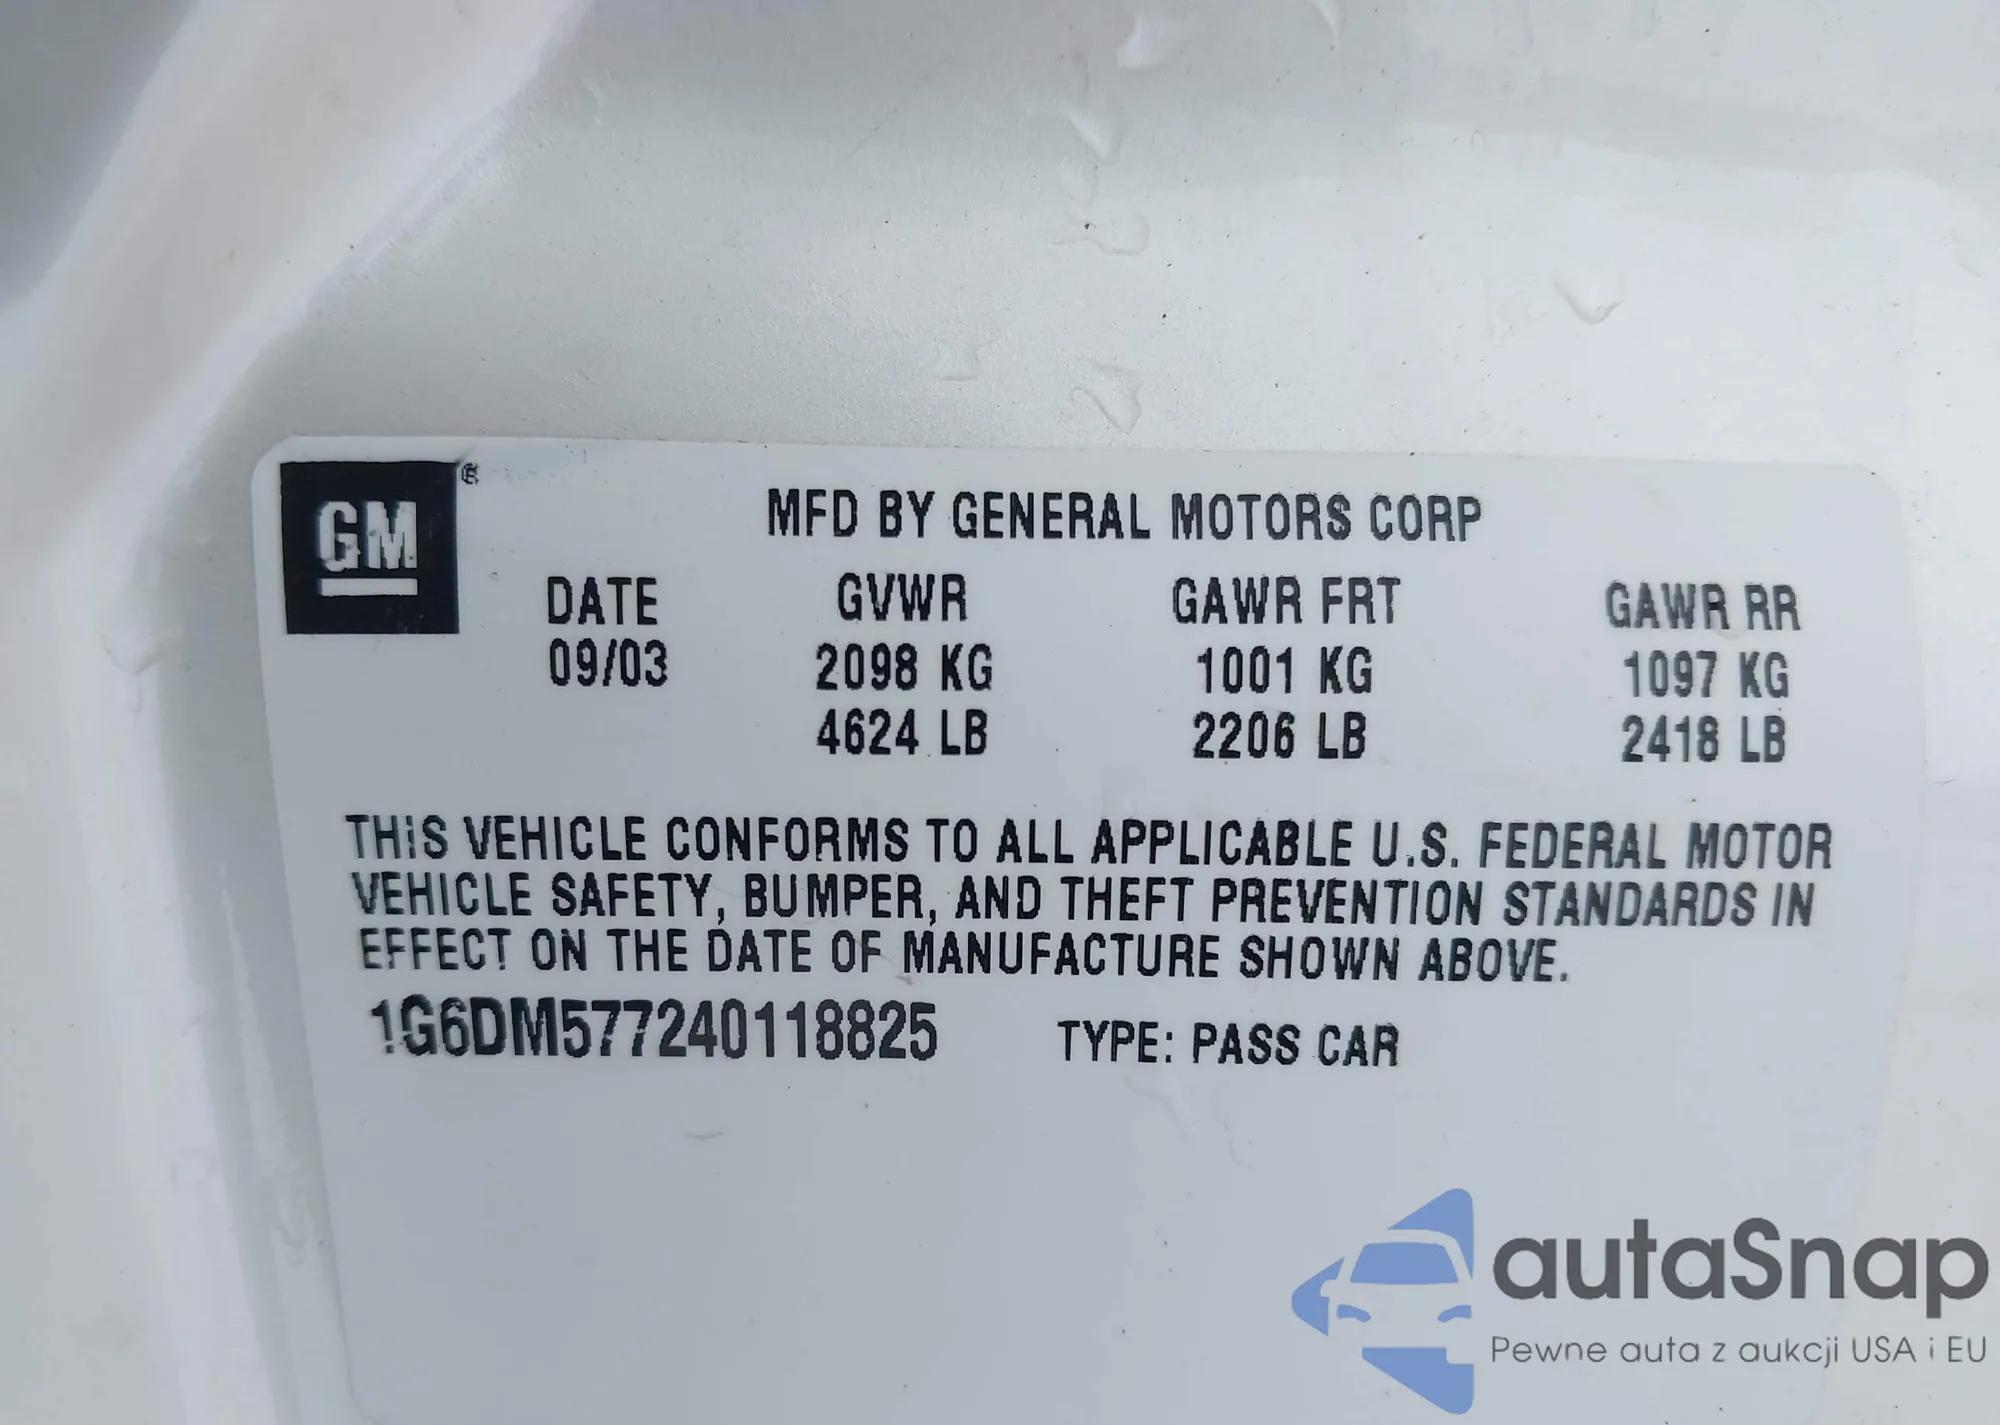 GM ®
MFD BY GENERAL MOTORS CORP
DATE GVWR GAWR FRT GAWR RR
09/03 2098 KG 1001 KG 1097 KG
4624 LB 2206 LB 2418 LB
THIS VEHICLE CONFORMS TO ALL APPLICABLE U.S. FEDERAL MOTOR
VEHICLE SAFETY, BUMPER, AND THEFT PREVENTION STANDARDS IN
EFFECT ON THE DATE OF MANUFACTURE SHOWN ABOVE.
1G6DM577240118825 TYPE: PASS CAR
autaSnap
Pewne auta z aukcji USA i EU